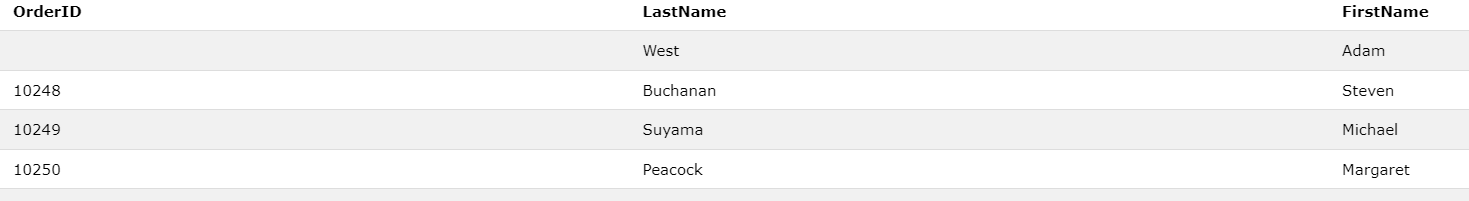 OrderID LastName FirstName
West Adam
10248 Buchanan Steven
10249 Suyama Michael
10250 Peacock Margaret